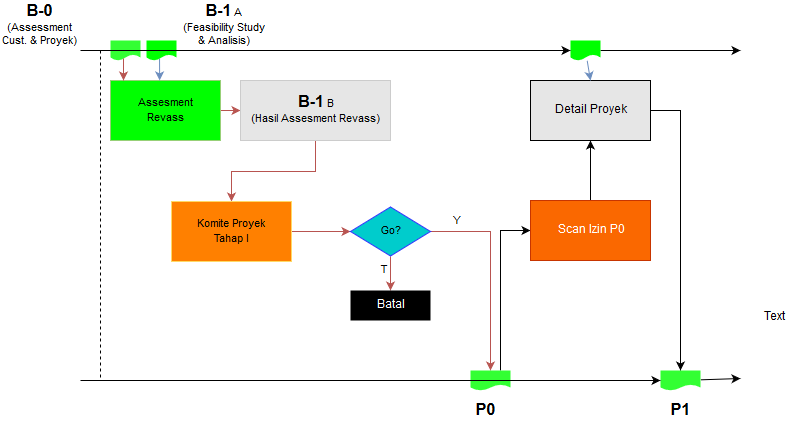 B-0
(Assessment
Cust. & Proyek)
B-1 A
(Feasibility Study
& Analisis)
Assesment
Revass
B-1 B
(Hasil Assesment Revass)
Detail Proyek
Komite Proyek
Tahap I
Go?
Y
Scan Izin P0
T
Batal
Text
P0
P1